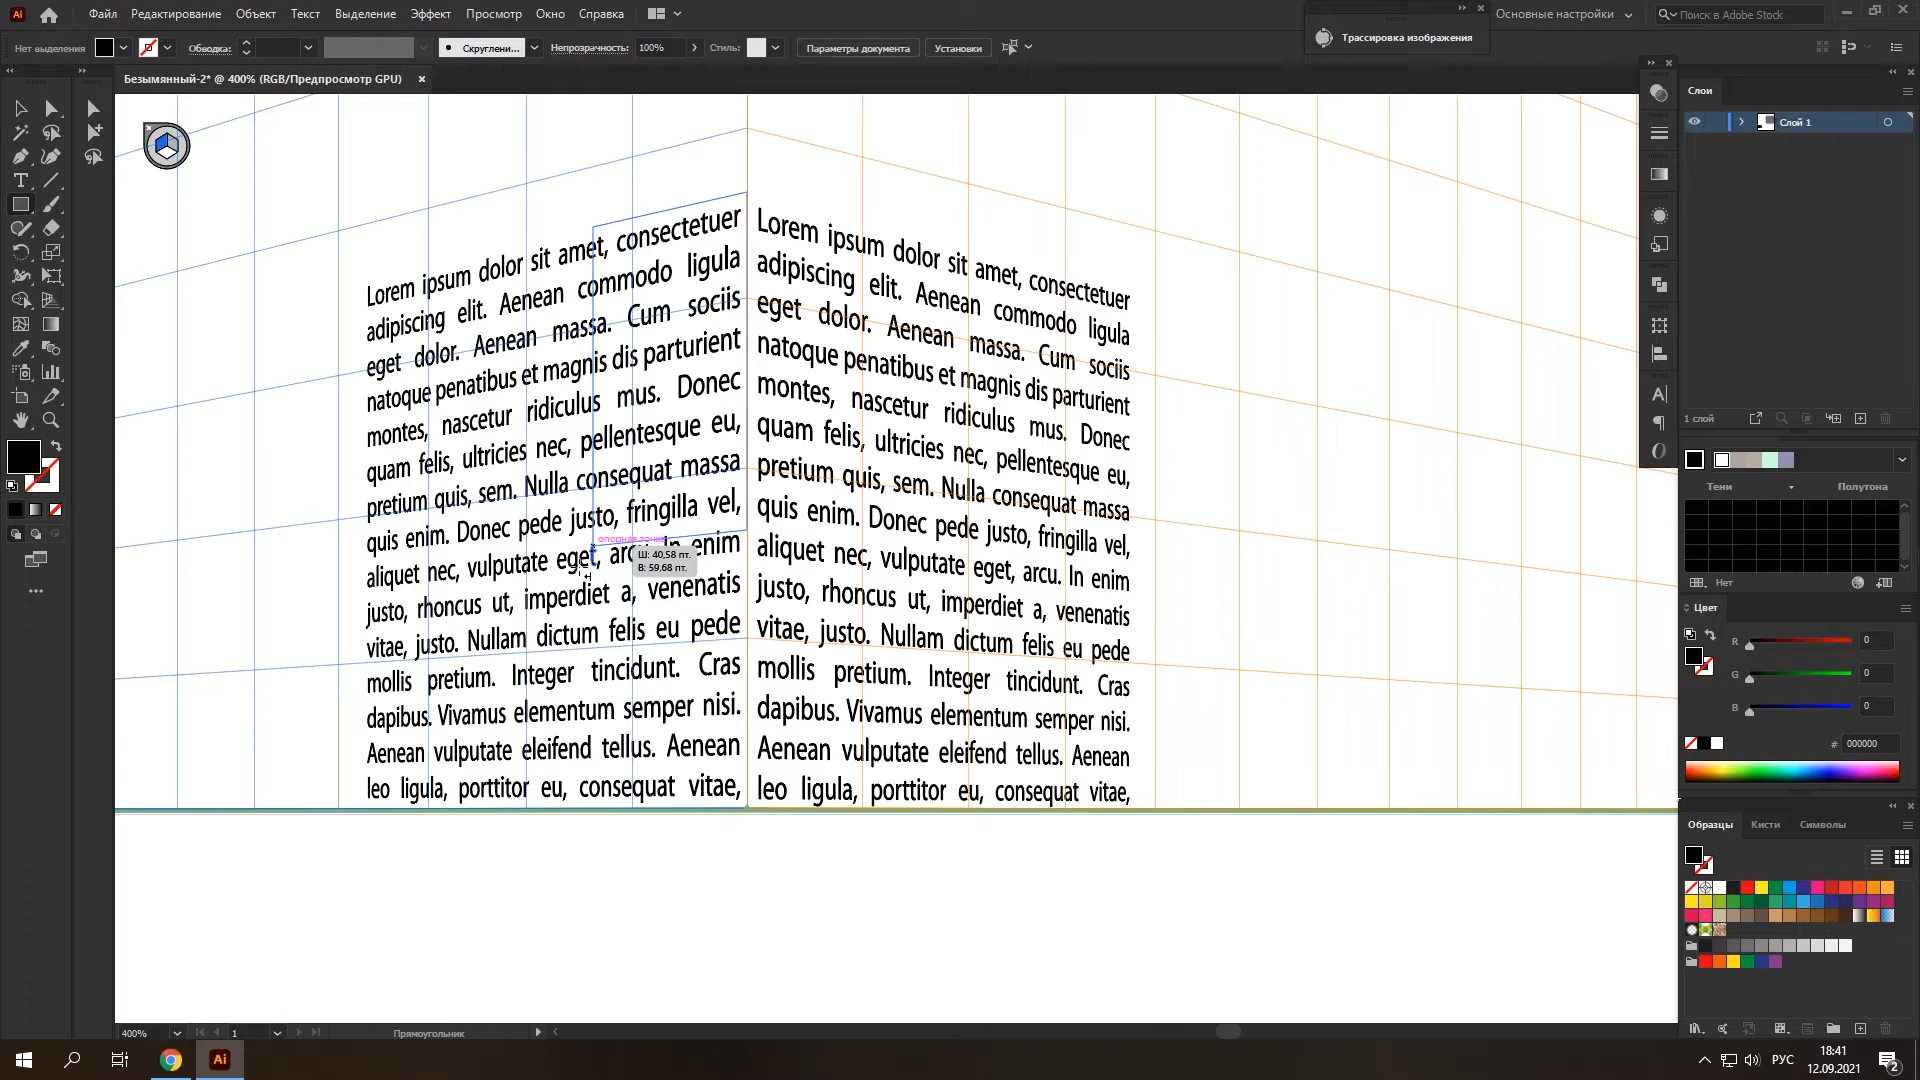 Ai
Файл
Редактирование
Объект
Текст
Выделение
Эффект
Просмотр
Окно
Справка
Основные настройки
Поиск в Adobe Stock
Трассировка изображения
Нет выделения
Обводка:
Скруглени...
Непрозрачность:
100%
Стиль:
Параметры документа
Установки
Безымянный-2* @ 400% (RGB/Предпросмотр GPU)
Слои
Слой 1
1 слой
Lorem ipsum dolor sit amet, consectetuer
adipiscing elit. Aenean commodo ligula
eget dolor. Aenean massa. Cum sociis
natoque penatibus et magnis dis parturient
montes, nascetur ridiculus mus. Donec
quam felis, ultricies nec, pellentesque eu,
pretium quis, sem. Nulla consequat massa
quis enim. Donec pede justo, fringilla vel,
aliquet nec, vulputate eget, arcu. In enim
justo, rhoncus ut, imperdiet a, venenatis
vitae, justo. Nullam dictum felis eu pede
mollis pretium. Integer tincidunt. Cras
dapibus. Vivamus elementum semper nisi.
Aenean vulputate eleifend tellus. Aenean
leo ligula, porttitor eu, consequat vitae,
Lorem ipsum dolor sit amet, consectetuer
adipiscing elit. Aenean commodo ligula
eget dolor. Aenean massa. Cum sociis
natoque penatibus et magnis dis parturient
montes, nascetur ridiculus mus. Donec
quam felis, ultricies nec, pellentesque eu,
pretium quis, sem. Nulla consequat massa
quis enim. Donec pede justo, fringilla vel,
aliquet nec, vulputate eget, arcu. In enim
justo, rhoncus ut, imperdiet a, venenatis
vitae, justo. Nullam dictum felis eu pede
mollis pretium. Integer tincidunt. Cras
dapibus. Vivamus elementum semper nisi.
Aenean vulputate eleifend tellus. Aenean
leo ligula, porttitor eu, consequat vitae,
опорная точка
Ш: 40,58 пт.
В: 59,68 пт.
Тени
Полутона
Нет
Цвет
R
0
G
0
B
0
#
000000
Образцы
Кисти
Символы
400%
1
Прямоугольник
Ai
РУС
18:41
12.09.2021
2